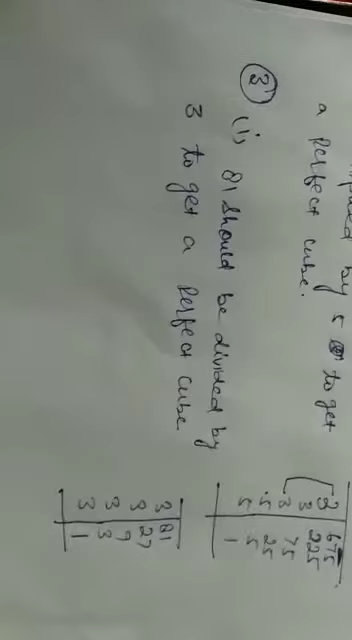 by 5 to get
a Perfect cube.
3 | 675
3 | 225
3 | 75
5 | 25
5 | 5
1
(3) (i) 81 should be divided by
3 to get a Perfect cube.
3 | 81
3 | 27
3 | 9
3 | 3
1